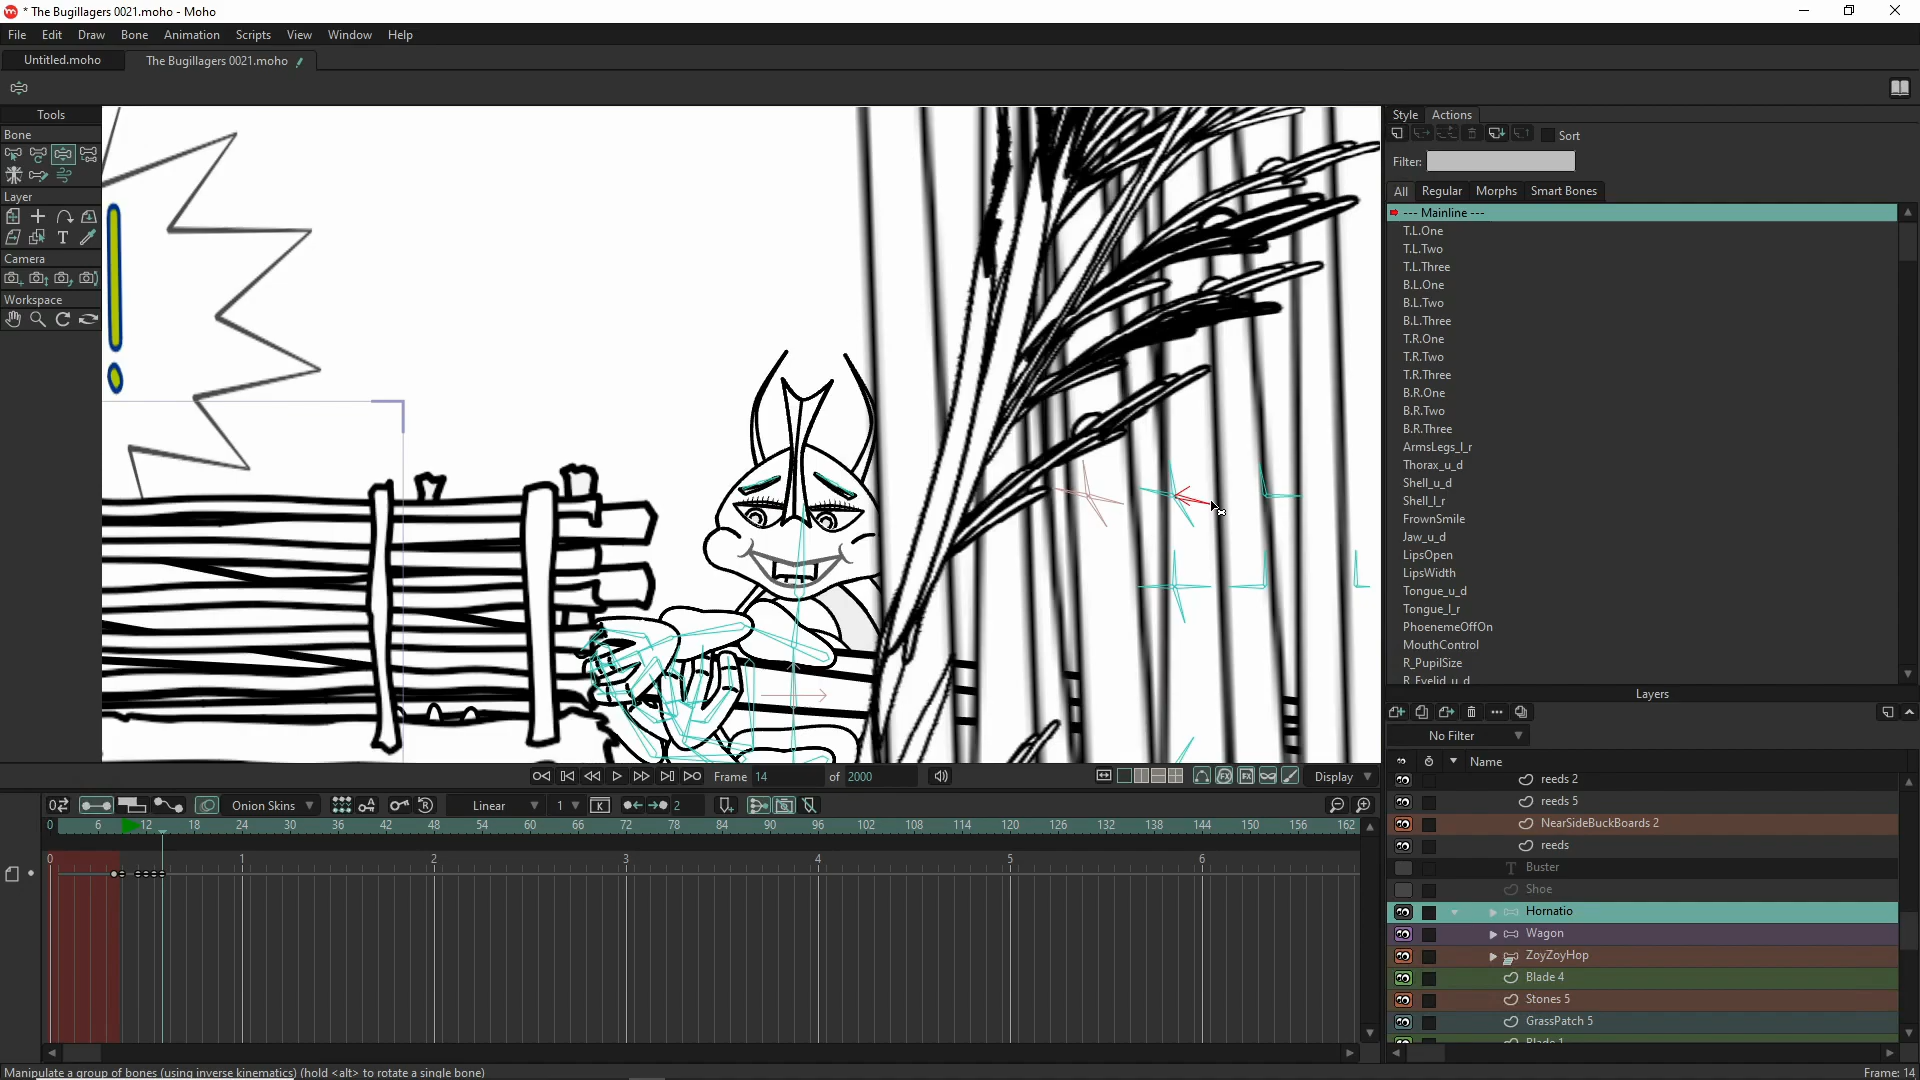 * The Bugillagers 0021.moho - Moho
File Edit Draw Bone Animation Scripts View Window Help
Untitled.moho The Bugillagers 0021.moho
Tools
Bone
Layer
Camera
Workspace
Style Actions
Sort
Filter:
All Regular Morphs Smart Bones
--- Mainline ---
T.L.One
T.L.Two
T.L.Three
B.L.One
B.L.Two
B.L.Three
T.R.One
T.R.Two
T.R.Three
B.R.One
B.R.Two
B.R.Three
ArmsLegs_l_r
Thorax_u_d
Shell_u_d
Shell_l_r
FrownSmile
Jaw_u_d
LipsOpen
LipsWidth
Tongue_u_d
Tongue_l_r
PhoenemeOffOn
MouthControl
R_PupilSize
R_Eyelid_u_d
Layers
No Filter
Name
reeds 2
reeds 5
NearSideBuckBoards 2
reeds
Buster
Shoe
Hornatio
Wagon
ZoyZoyHop
Blade 4
Stones 5
GrassPatch 5
Blade 1
Frame 14 of 2000
Display
Onion Skins Linear 1 2
0 6 12 18 24 30 36 42 48 54 60 66 72 78 84 90 96 102 108 114 120 126 132 138 144 150 156 162
0 1 2 3 4 5 6
Manipulate a group of bones (using inverse kinematics) (hold <alt> to rotate a single bone)
Frame: 14